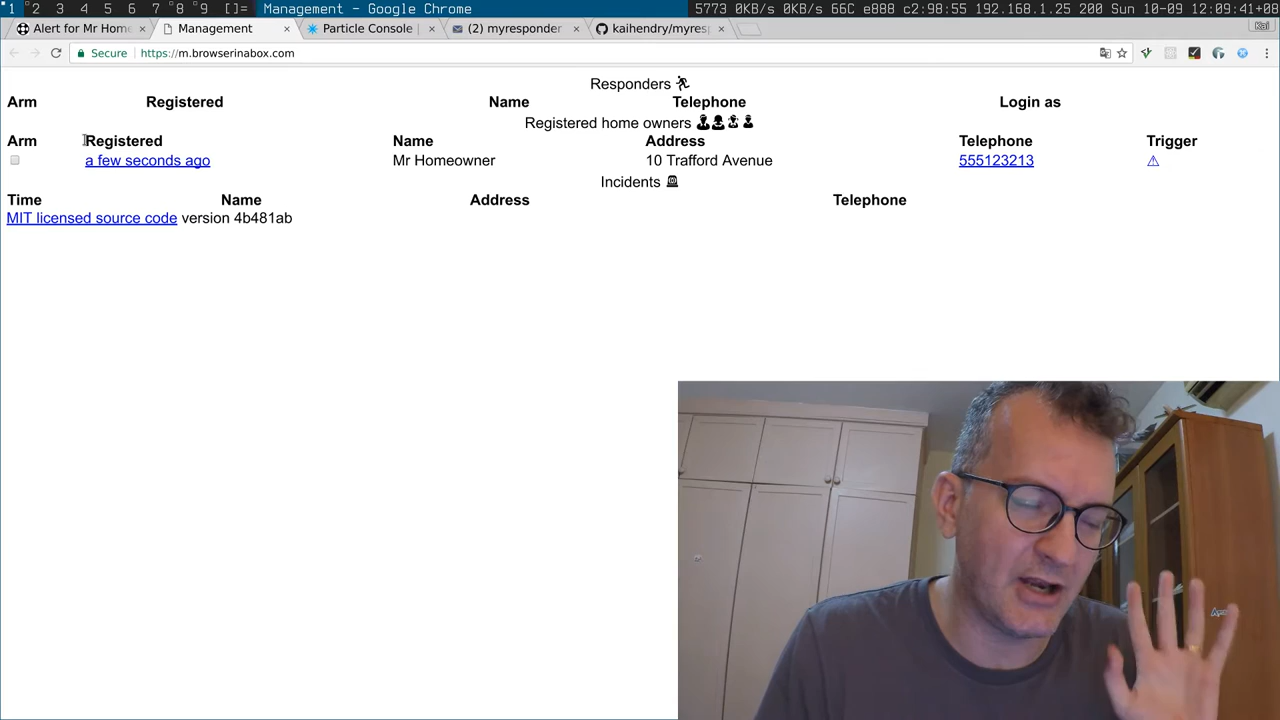 1 2 3 4 5 6 7 8 9 []= Management - Google Chrome 5773 0KB/s 0KB/s 66C e888 c2:98:55 192.168.1.25 200 Sun 10-09 12:09:41+08
Alert for Mr Home × Management × Particle Console | × (2) myresponder × kaihendry/myresp × Kai
Secure https://m.browserinabox.com
Responders
Arm Registered Name Telephone Login as
Registered home owners
Arm Registered Name Address Telephone Trigger
a few seconds ago Mr Homeowner 10 Trafford Avenue 555123213 ⚠
Incidents
Time Name Address Telephone
MIT licensed source code version 4b481ab